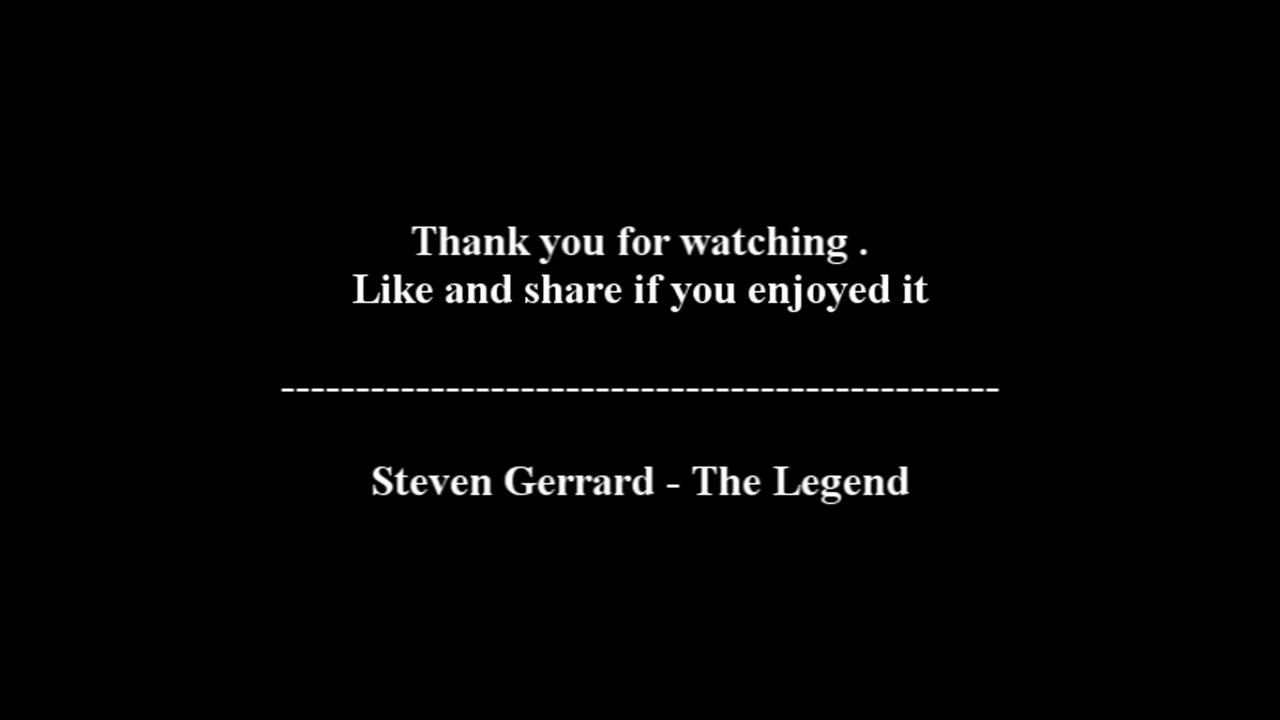 Thank you for watching .
Like and share if you enjoyed it
------------------------------------------------
Steven Gerrard - The Legend